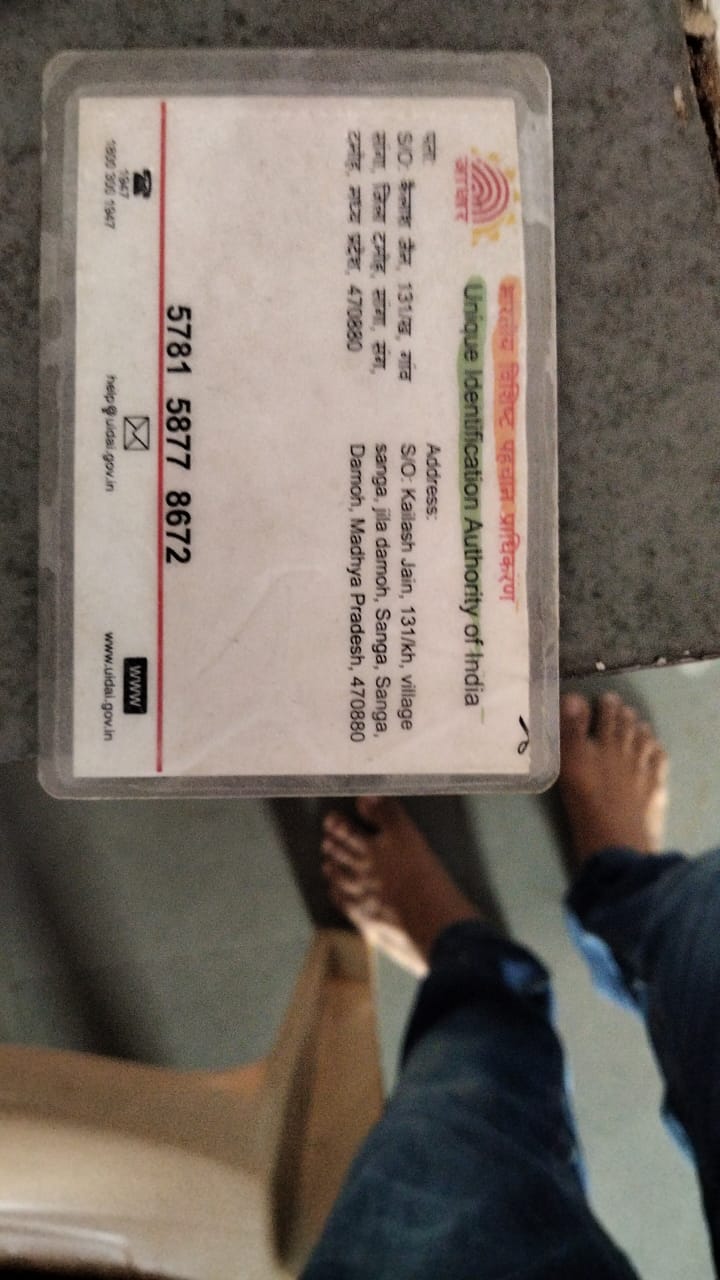 भारतीय विशिष्ट पहचान प्राधिकरण
Unique Identification Authority of India
आधार
पता:
S/O: कैलाश जैन, 131/ख, गांव
सांगा, जिला दमोह, सांगा, संगा,
दमोह, मध्य प्रदेश, 470880
Address:
S/O: Kailash Jain, 131/kh, village
sanga, jila damoh, Sanga, Sanga,
Damoh, Madhya Pradesh, 470880
5781 5877 8672
1947
1800 300 1947
help@uidai.gov.in
WWW
www.uidai.gov.in